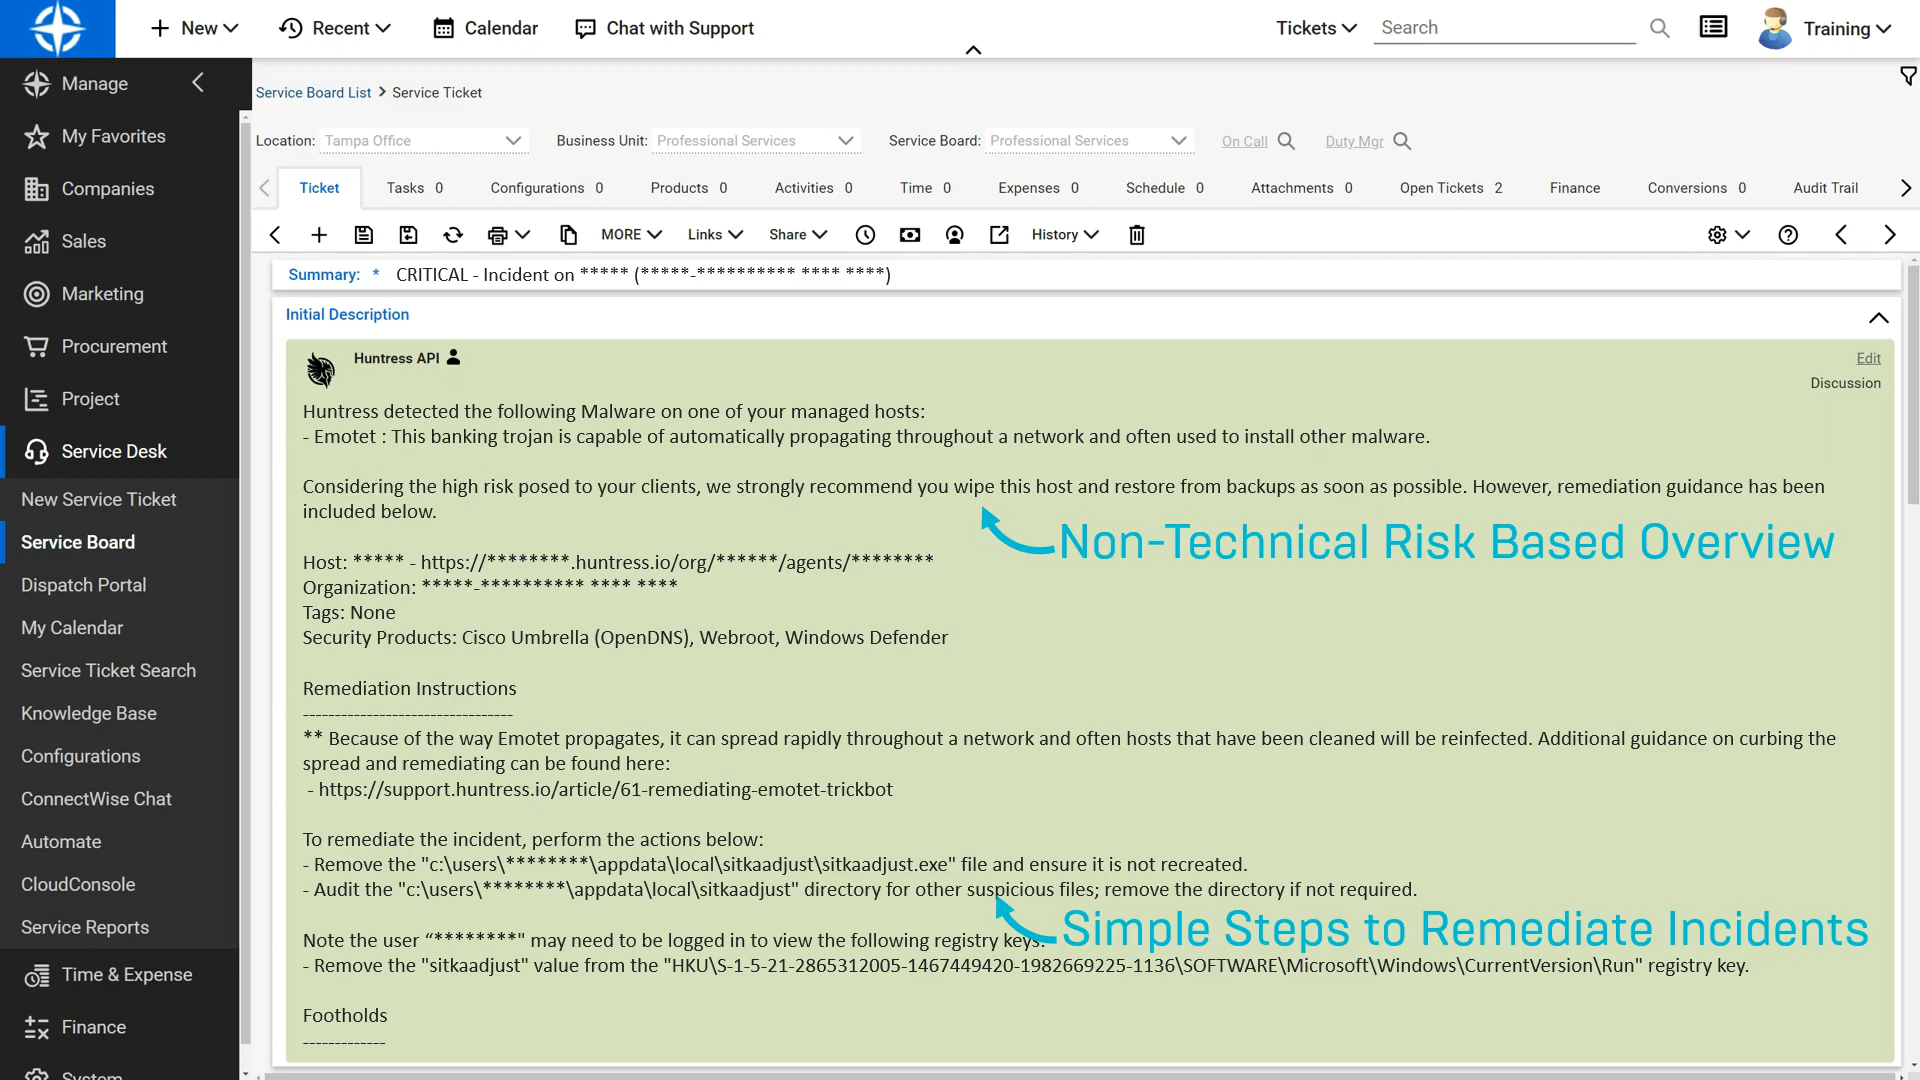 New
Recent
Calendar
Chat with Support
Tickets
Search
Training
Manage
My Favorites
Companies
Sales
Marketing
Procurement
Project
Service Desk
New Service Ticket
Service Board
Dispatch Portal
My Calendar
Service Ticket Search
Knowledge Base
Configurations
ConnectWise Chat
Automate
CloudConsole
Service Reports
Time & Expense
Finance
System
Service Board List > Service Ticket
Location: Tampa Office Business Unit: Professional Services Service Board: Professional Services On Call Duty Mgr
Ticket Tasks 0 Configurations 0 Products 0 Activities 0 Time 0 Expenses 0 Schedule 0 Attachments 0 Open Tickets 2 Finance Conversions 0 Audit Trail
MORE Links Share History
Summary: * CRITICAL - Incident on ***** (*****-********** **** ****)
Initial Description
Huntress API
Edit
Discussion
Huntress detected the following Malware on one of your managed hosts:
- Emotet : This banking trojan is capable of automatically propagating throughout a network and often used to install other malware.
Considering the high risk posed to your clients, we strongly recommend you wipe this host and restore from backups as soon as possible. However, remediation guidance has been
included below.
Non-Technical Risk Based Overview
Host: ***** - https://********.huntress.io/org/******/agents/********
Organization: *****-********** **** ****
Tags: None
Security Products: Cisco Umbrella (OpenDNS), Webroot, Windows Defender
Remediation Instructions
---------------------------------
** Because of the way Emotet propagates, it can spread rapidly throughout a network and often hosts that have been cleaned will be reinfected. Additional guidance on curbing the
spread and remediating can be found here:
- https://support.huntress.io/article/61-remediating-emotet-trickbot
To remediate the incident, perform the actions below:
- Remove the "c:\users\********\appdata\local\sitkaadjust\sitkaadjust.exe" file and ensure it is not recreated.
- Audit the "c:\users\********\appdata\local\sitkaadjust" directory for other suspicious files; remove the directory if not required.
Simple Steps to Remediate Incidents
Note the user “********" may need to be logged in to view the following registry keys:
- Remove the "sitkaadjust" value from the "HKU\S-1-5-21-2865312005-1467449420-1982669225-1136\SOFTWARE\Microsoft\Windows\CurrentVersion\Run" registry key.
Footholds
-------------